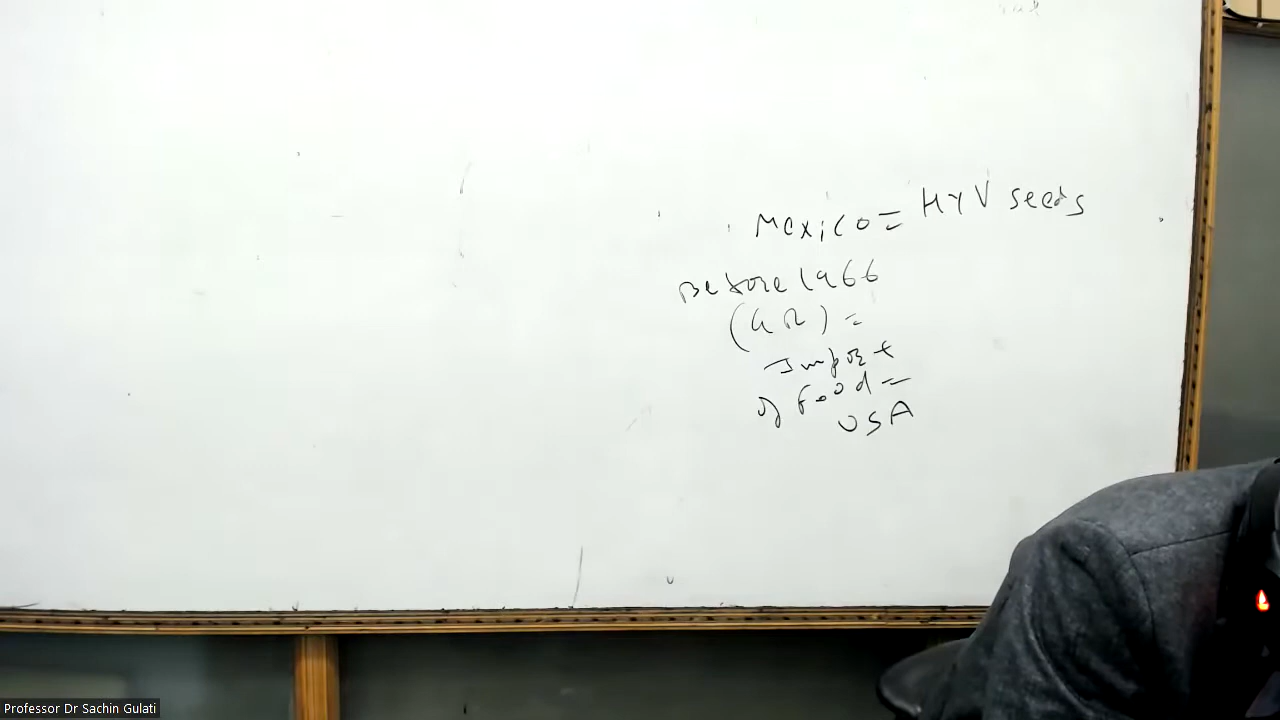 Mexico = HYV seeds
Before 1966
(GR) =
Import
of Food =
USA
Professor Dr Sachin Gulati